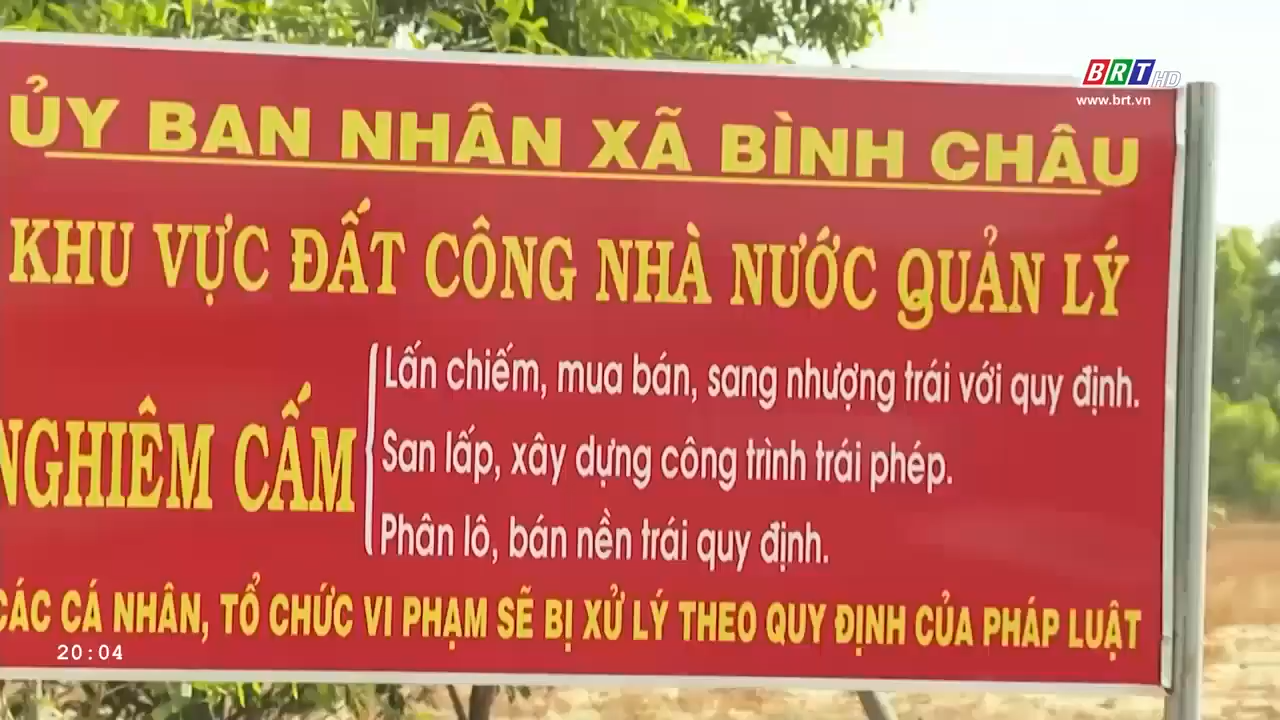 BRT HD
www.brt.vn
ỦY BAN NHÂN XÃ BÌNH CHÂU
KHU VỰC ĐẤT CÔNG NHÀ NƯỚC QUẢN LÝ
Lấn chiếm, mua bán, sang nhượng trái với quy định.
NGHIÊM CẤM San lấp, xây dựng công trình trái phép.
Phân lô, bán nền trái quy định.
CÁC CÁ NHÂN, TỔ CHỨC VI PHẠM SẼ BỊ XỬ LÝ THEO QUY ĐỊNH CỦA PHÁP LUẬT
20:04